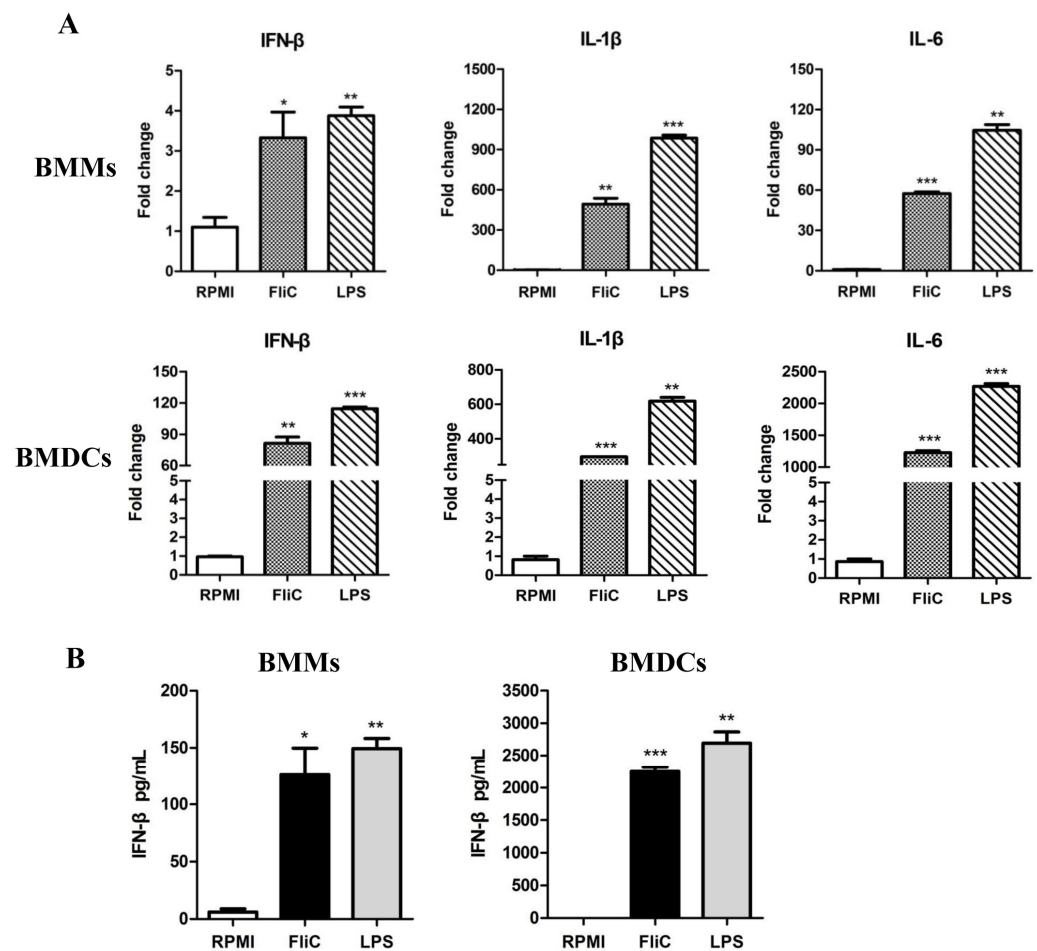 A
IFN-β
IL-1β
IL-6
BMMs
Fold change
5
4
3
2
1
0
*
**
RPMI FliC LPS
Fold change
1500
1200
900
600
300
0
**
***
RPMI FliC LPS
Fold change
150
120
90
60
30
0
***
**
RPMI FliC LPS
IFN-β
IL-1β
IL-6
BMDCs
Fold change
150
120
90
60
5
4
3
2
1
0
**
***
RPMI FliC LPS
Fold change
800
600
400
5
4
3
2
1
0
***
**
RPMI FliC LPS
Fold change
2500
2000
1500
1000
5
4
3
2
1
0
***
***
RPMI FliC LPS
B
BMMs
BMDCs
IFN-β pg/mL
200
150
100
50
0
*
**
RPMI FliC LPS
IFN-β pg/mL
3500
3000
2500
2000
1500
1000
500
0
***
**
RPMI FliC LPS